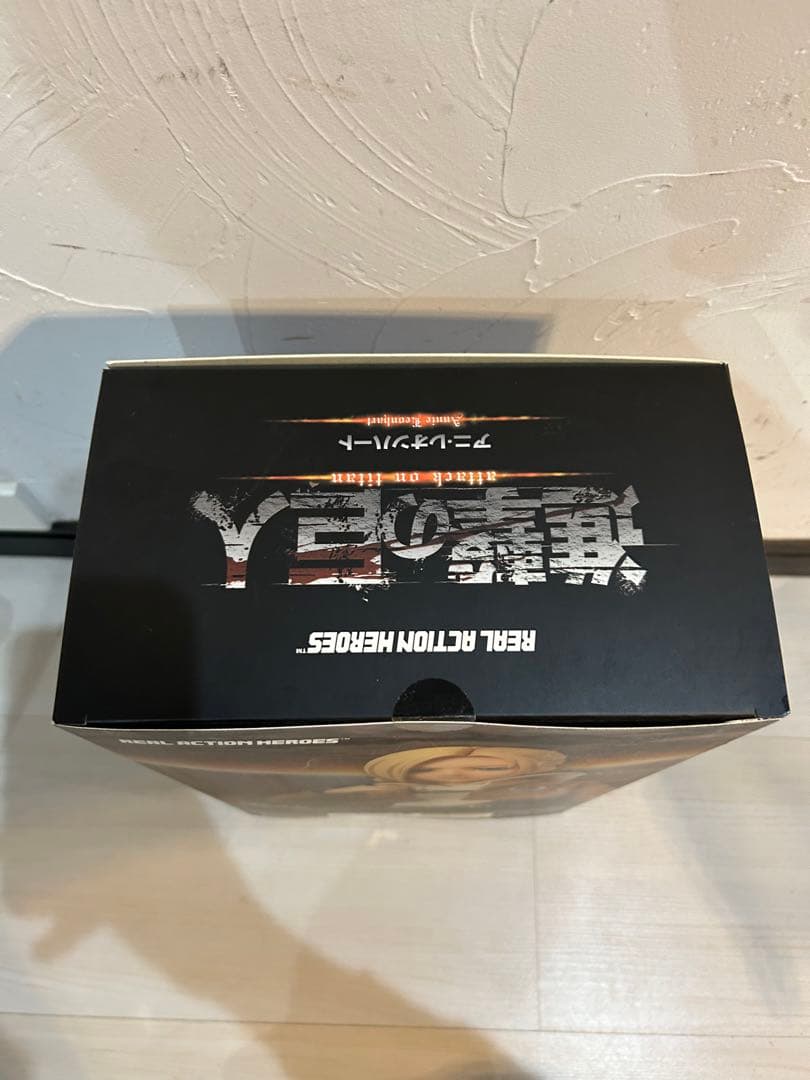 REAL ACTION HEROES™
進撃の巨人
attack on titan
アニ・レオンハート
Annie Leonhart
REAL ACTION HEROES™